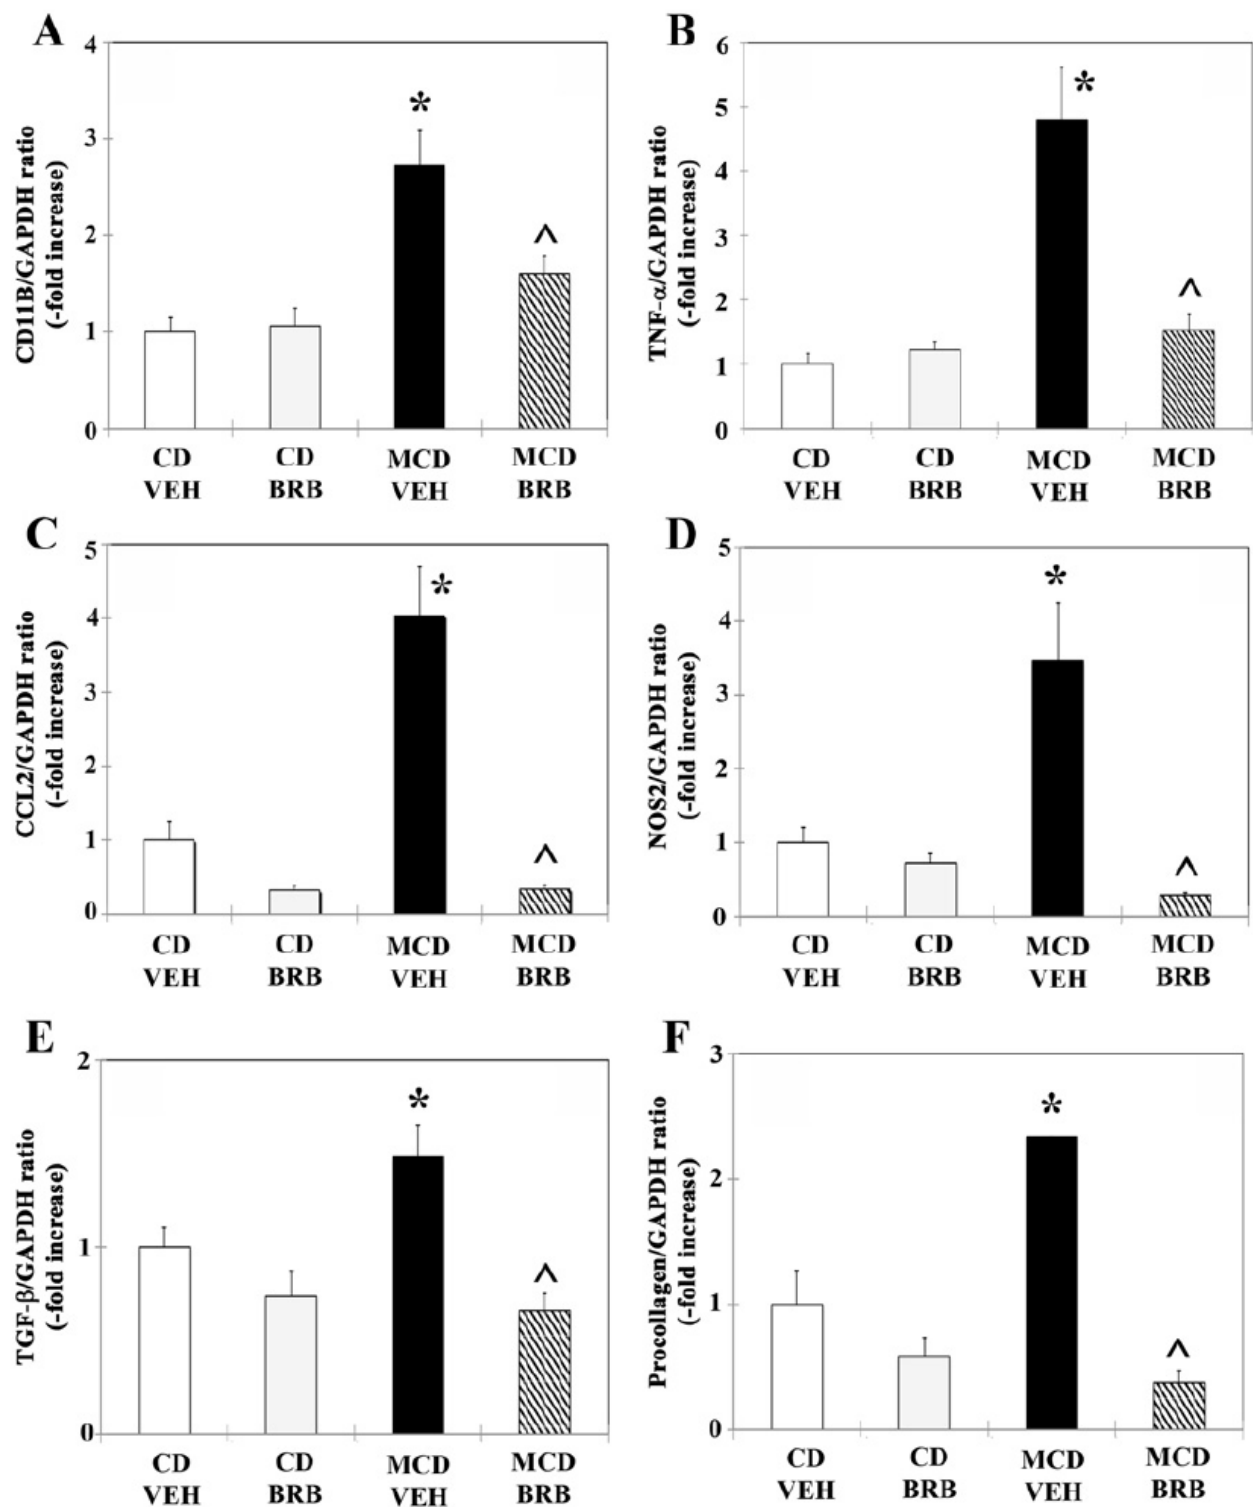 A
CD11B/GAPDH ratio
(-fold increase)
4
3
2
1
0
*
^
CD VEH
CD BRB
MCD VEH
MCD BRB
B
TNF-α/GAPDH ratio
(-fold increase)
6
5
4
3
2
1
0
*
^
CD VEH
CD BRB
MCD VEH
MCD BRB
C
CCL2/GAPDH ratio
(-fold increase)
5
4
3
2
1
0
*
^
CD VEH
CD BRB
MCD VEH
MCD BRB
D
NOS2/GAPDH ratio
(-fold increase)
5
4
3
2
1
0
*
^
CD VEH
CD BRB
MCD VEH
MCD BRB
E
TGF-β/GAPDH ratio
(-fold increase)
2
1
0
*
^
CD VEH
CD BRB
MCD VEH
MCD BRB
F
Procollagen/GAPDH ratio
(-fold increase)
3
2
1
0
*
^
CD VEH
CD BRB
MCD VEH
MCD BRB